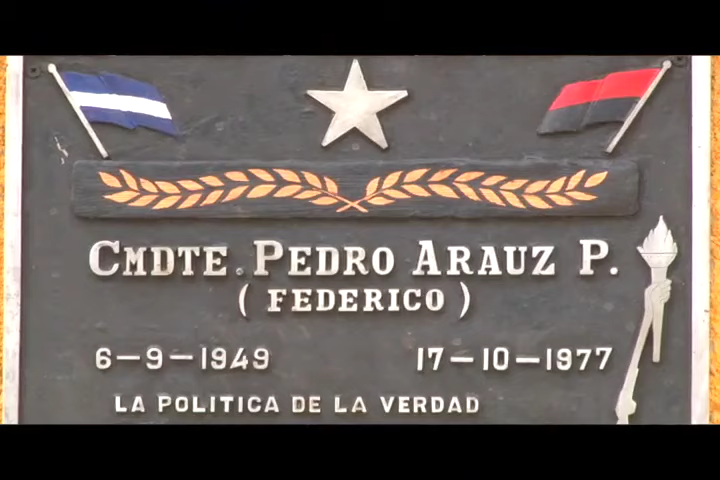 CMDTE. PEDRO ARAUZ P.
(FEDERICO)
6-9-1949 17-10-1977
LA POLITICA DE LA VERDAD